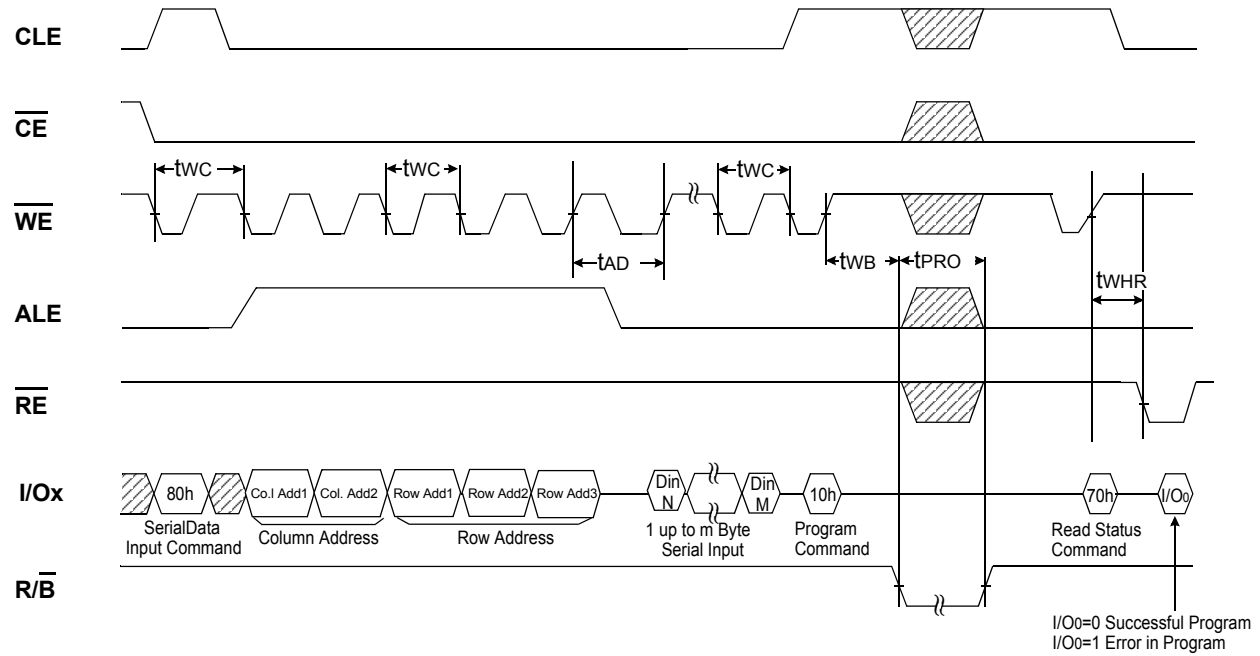 CLE
CE
tWC tWC tWC
WE
tAD tWB tPRO
tWHR
ALE
RE
I/Ox 80h Co.l Add1 Col. Add2 Row Add1 Row Add2 Row Add3 Din N Din M 10h 70h I/O0
SerialData Input Command
Column Address
Row Address
1 up to m Byte Serial Input
Program Command
Read Status Command
R/B
I/O0=0 Successful Program
I/O0=1 Error in Program